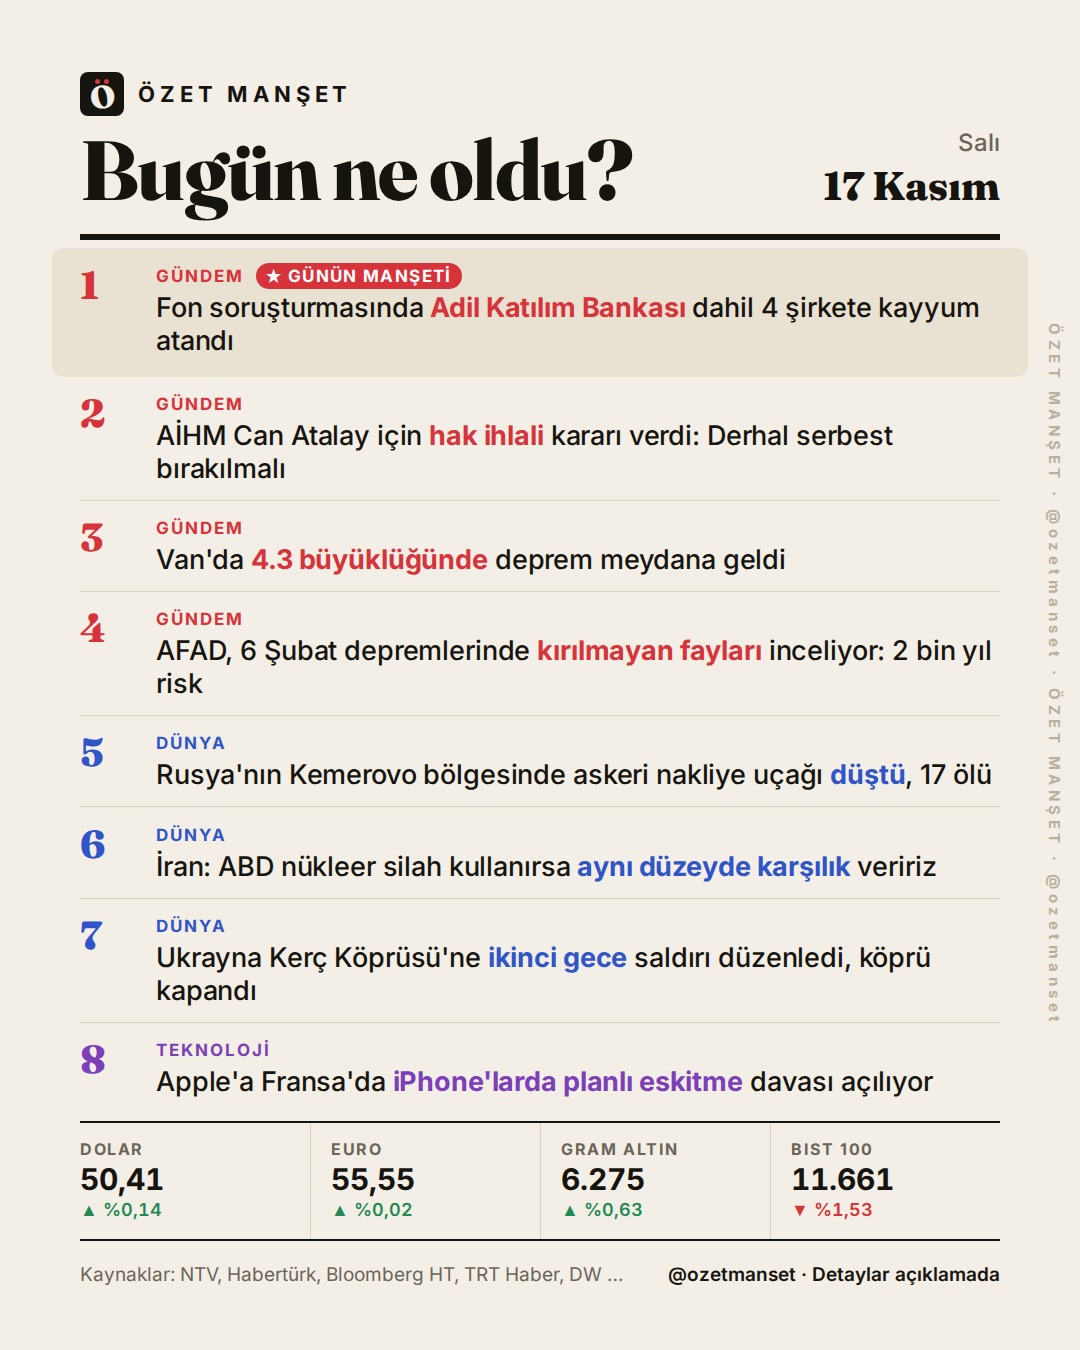 Ö ÖZET MANŞET
Bugün ne oldu?
Salı
17 Kasım
1
GÜNDEM ★ GÜNÜN MANŞETİ
Fon soruşturmasında Adil Katılım Bankası dahil 4 şirkete kayyum
atandı
2
GÜNDEM
AİHM Can Atalay için hak ihlali kararı verdi: Derhal serbest
bırakılmalı
3
GÜNDEM
Van'da 4.3 büyüklüğünde deprem meydana geldi
4
GÜNDEM
AFAD, 6 Şubat depremlerinde kırılmayan fayları inceliyor: 2 bin yıl
risk
5
DÜNYA
Rusya'nın Kemerovo bölgesinde askeri nakliye uçağı düştü, 17 ölü
6
DÜNYA
İran: ABD nükleer silah kullanırsa aynı düzeyde karşılık veririz
7
DÜNYA
Ukrayna Kerç Köprüsü'ne ikinci gece saldırı düzenledi, köprü
kapandı
8
TEKNOLOJİ
Apple'a Fransa'da iPhone'larda planlı eskitme davası açılıyor
DOLAR
50,41
▲ %0,14
EURO
55,55
▲ %0,02
GRAM ALTIN
6.275
▲ %0,63
BIST 100
11.661
▼ %1,53
Kaynaklar: NTV, Habertürk, Bloomberg HT, TRT Haber, DW ...
@ozetmanset · Detaylar açıklamada
ÖZET MANŞET · @ozetmanset · ÖZET MANŞET · @ozetmanset